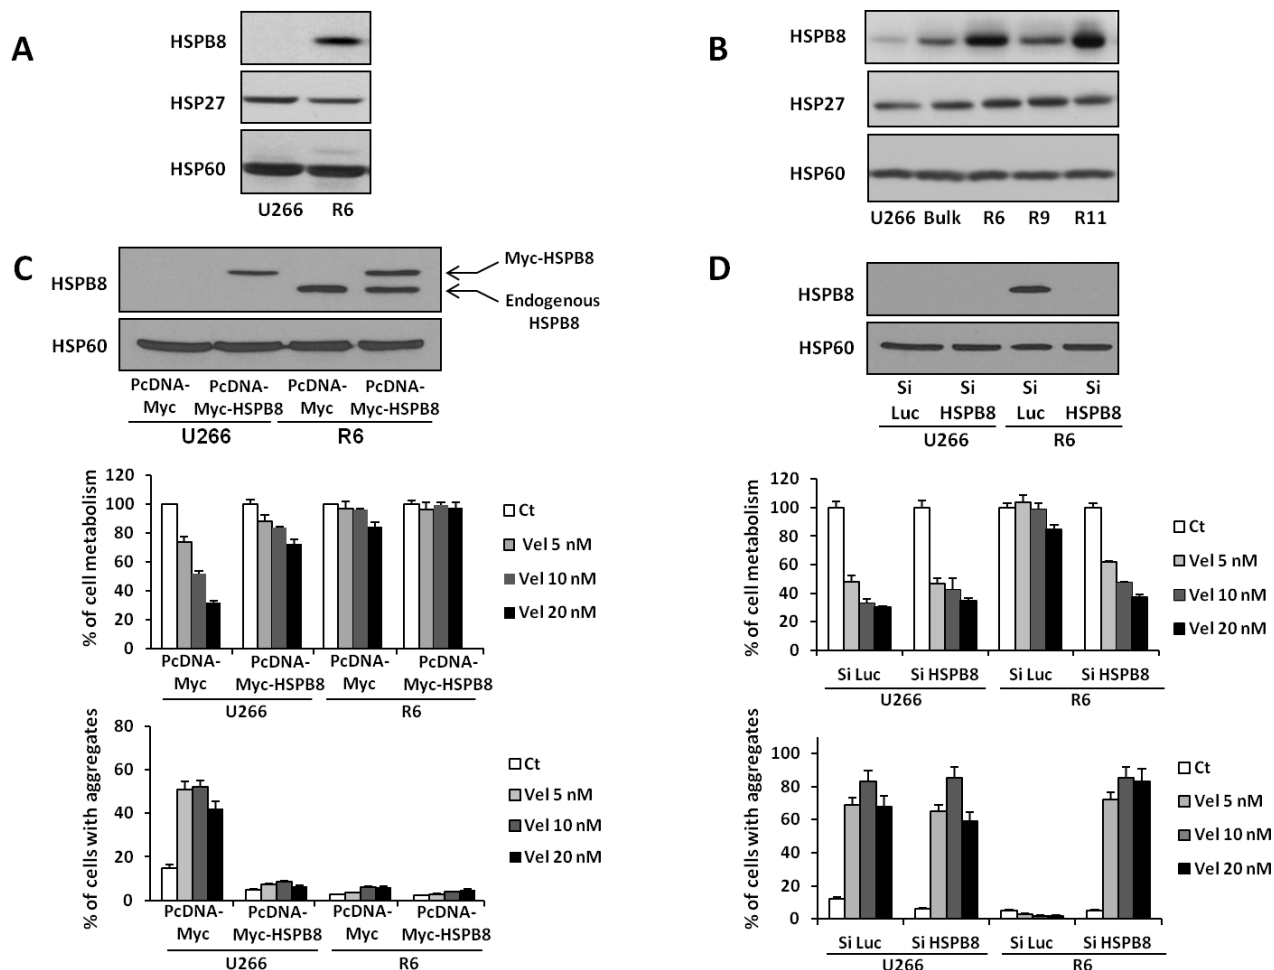 A
HSPB8
HSP27
HSP60
U266 R6
B
HSPB8
HSP27
HSP60
U266 Bulk R6 R9 R11
C
HSPB8
Myc-HSPB8
Endogenous
HSPB8
HSP60
PcDNA-
Myc
PcDNA-
Myc-HSPB8
PcDNA-
Myc
PcDNA-
Myc-HSPB8
U266 R6
% of cell metabolism
120
100
80
60
40
20
0
Ct
Vel 5 nM
Vel 10 nM
Vel 20 nM
PcDNA-
Myc
PcDNA-
Myc-HSPB8
PcDNA-
Myc
PcDNA-
Myc-HSPB8
U266 R6
% of cells with aggregates
80
60
40
20
0
Ct
Vel 5 nM
Vel 10 nM
Vel 20 nM
PcDNA-
Myc
PcDNA-
Myc-HSPB8
PcDNA-
Myc
PcDNA-
Myc-HSPB8
U266 R6
D
HSPB8
HSP60
Si
Luc
Si
HSPB8
Si
Luc
Si
HSPB8
U266 R6
% of cell metabolism
120
100
80
60
40
20
0
Ct
Vel 5 nM
Vel 10 nM
Vel 20 nM
Si Luc Si HSPB8 Si Luc Si HSPB8
U266 R6
% of cells with aggregates
100
80
60
40
20
0
Ct
Vel 5 nM
Vel 10 nM
Vel 20 nM
Si Luc Si HSPB8 Si Luc Si HSPB8
U266 R6